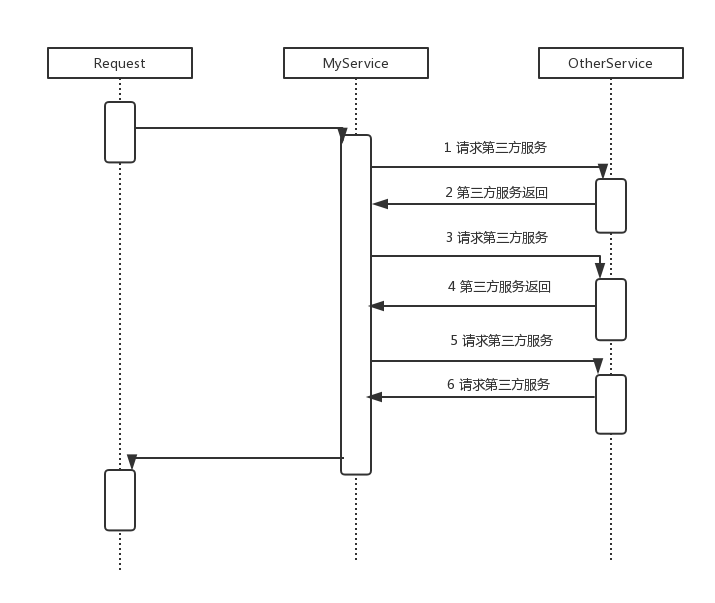 Request
MyService
OtherService
1 请求第三方服务
2 第三方服务返回
3 请求第三方服务
4 第三方服务返回
5 请求第三方服务
6 请求第三方服务